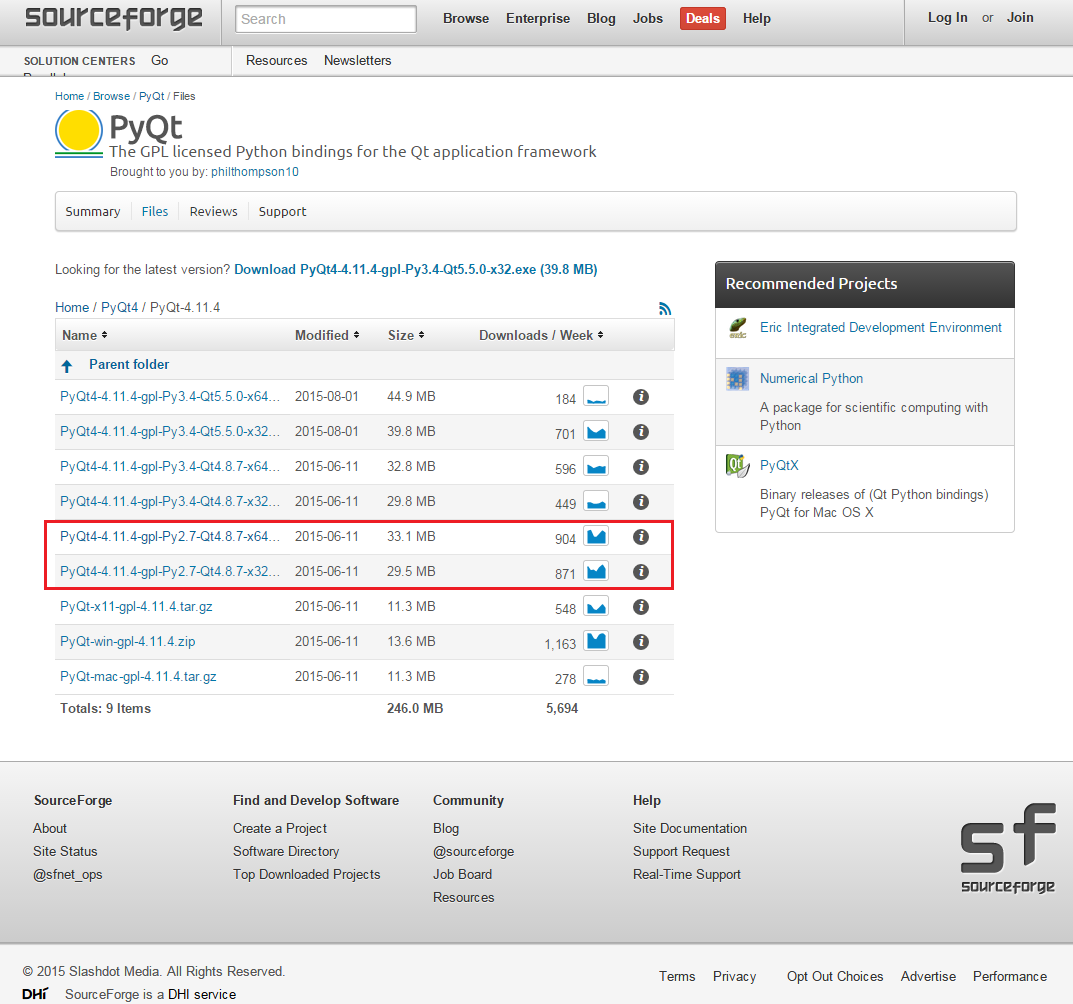 sourceforge
Search
Browse Enterprise Blog Jobs Deals Help
Log In or Join
SOLUTION CENTERS Go
Resources Newsletters
Home / Browse / PyQt / Files
PyQt
The GPL licensed Python bindings for the Qt application framework
Brought to you by: philthompson10
Summary Files Reviews Support
Looking for the latest version? Download PyQt4-4.11.4-gpl-Py3.4-Qt5.5.0-x32.exe (39.8 MB)
Home / PyQt4 / PyQt-4.11.4
Name Modified Size Downloads / Week
Parent folder
PyQt4-4.11.4-gpl-Py3.4-Qt5.5.0-x64... 2015-08-01 44.9 MB 184
PyQt4-4.11.4-gpl-Py3.4-Qt5.5.0-x32... 2015-08-01 39.8 MB 701
PyQt4-4.11.4-gpl-Py3.4-Qt4.8.7-x64... 2015-06-11 32.8 MB 596
PyQt4-4.11.4-gpl-Py3.4-Qt4.8.7-x32... 2015-06-11 29.8 MB 449
PyQt4-4.11.4-gpl-Py2.7-Qt4.8.7-x64... 2015-06-11 33.1 MB 904
PyQt4-4.11.4-gpl-Py2.7-Qt4.8.7-x32... 2015-06-11 29.5 MB 871
PyQt-x11-gpl-4.11.4.tar.gz 2015-06-11 11.3 MB 548
PyQt-win-gpl-4.11.4.zip 2015-06-11 13.6 MB 1,163
PyQt-mac-gpl-4.11.4.tar.gz 2015-06-11 11.3 MB 278
Totals: 9 Items 246.0 MB 5,694
Recommended Projects
Eric Integrated Development Environment
Numerical Python
A package for scientific computing with
Python
Qt
PyQtX
Binary releases of (Qt Python bindings)
PyQt for Mac OS X
SourceForge
About
Site Status
@sfnet_ops
Find and Develop Software
Create a Project
Software Directory
Top Downloaded Projects
Community
Blog
@sourceforge
Job Board
Resources
Help
Site Documentation
Support Request
Real-Time Support
sf
sourceforge
© 2015 Slashdot Media. All Rights Reserved.
DHI SourceForge is a DHI service
Terms Privacy Opt Out Choices Advertise Performance